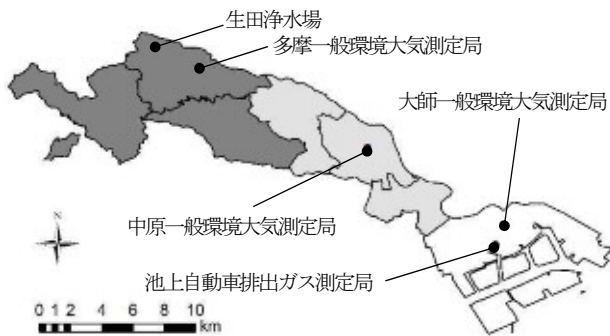 生田浄水場
多摩一般環境大気測定局
大師一般環境大気測定局
中原一般環境大気測定局
池上自動車排出ガス測定局
N
0 1 2 4 6 8 10
km